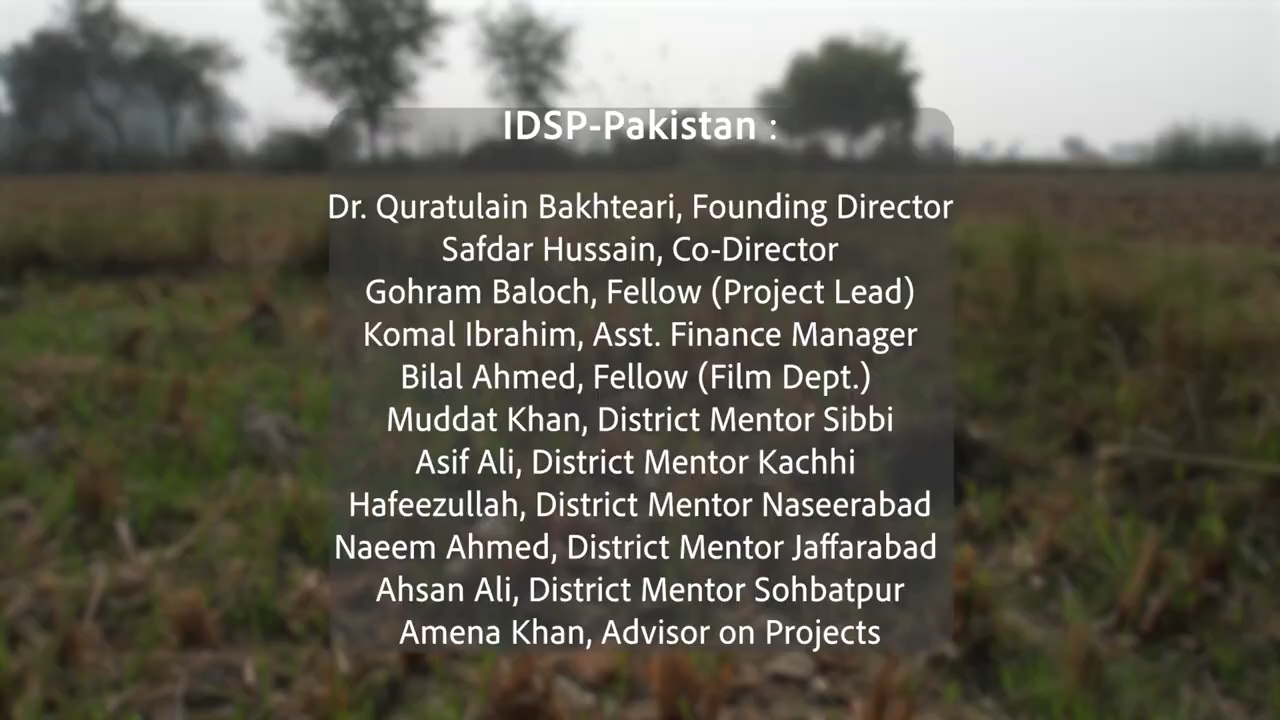 IDSP-Pakistan :
Dr. Quratulain Bakhteari, Founding Director
Safdar Hussain, Co-Director
Gohram Baloch, Fellow (Project Lead)
Komal Ibrahim, Asst. Finance Manager
Bilal Ahmed, Fellow (Film Dept.)
Muddat Khan, District Mentor Sibbi
Asif Ali, District Mentor Kachhi
Hafeezullah, District Mentor Naseerabad
Naeem Ahmed, District Mentor Jaffarabad
Ahsan Ali, District Mentor Sohbatpur
Amena Khan, Advisor on Projects